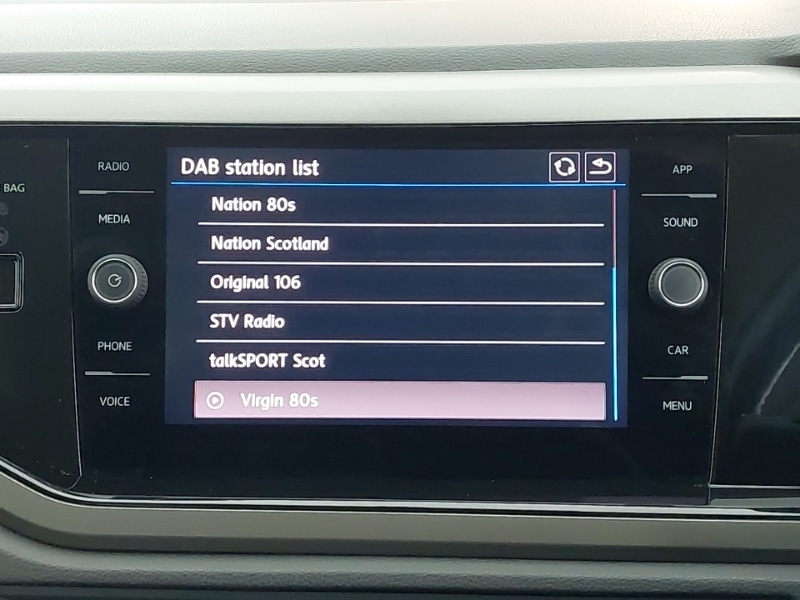 BAG
RADIO
MEDIA
PHONE
VOICE
DAB station list
Nation 80s
Nation Scotland
Original 106
STV Radio
talkSPORT Scot
Virgin 80s
APP
SOUND
CAR
MENU